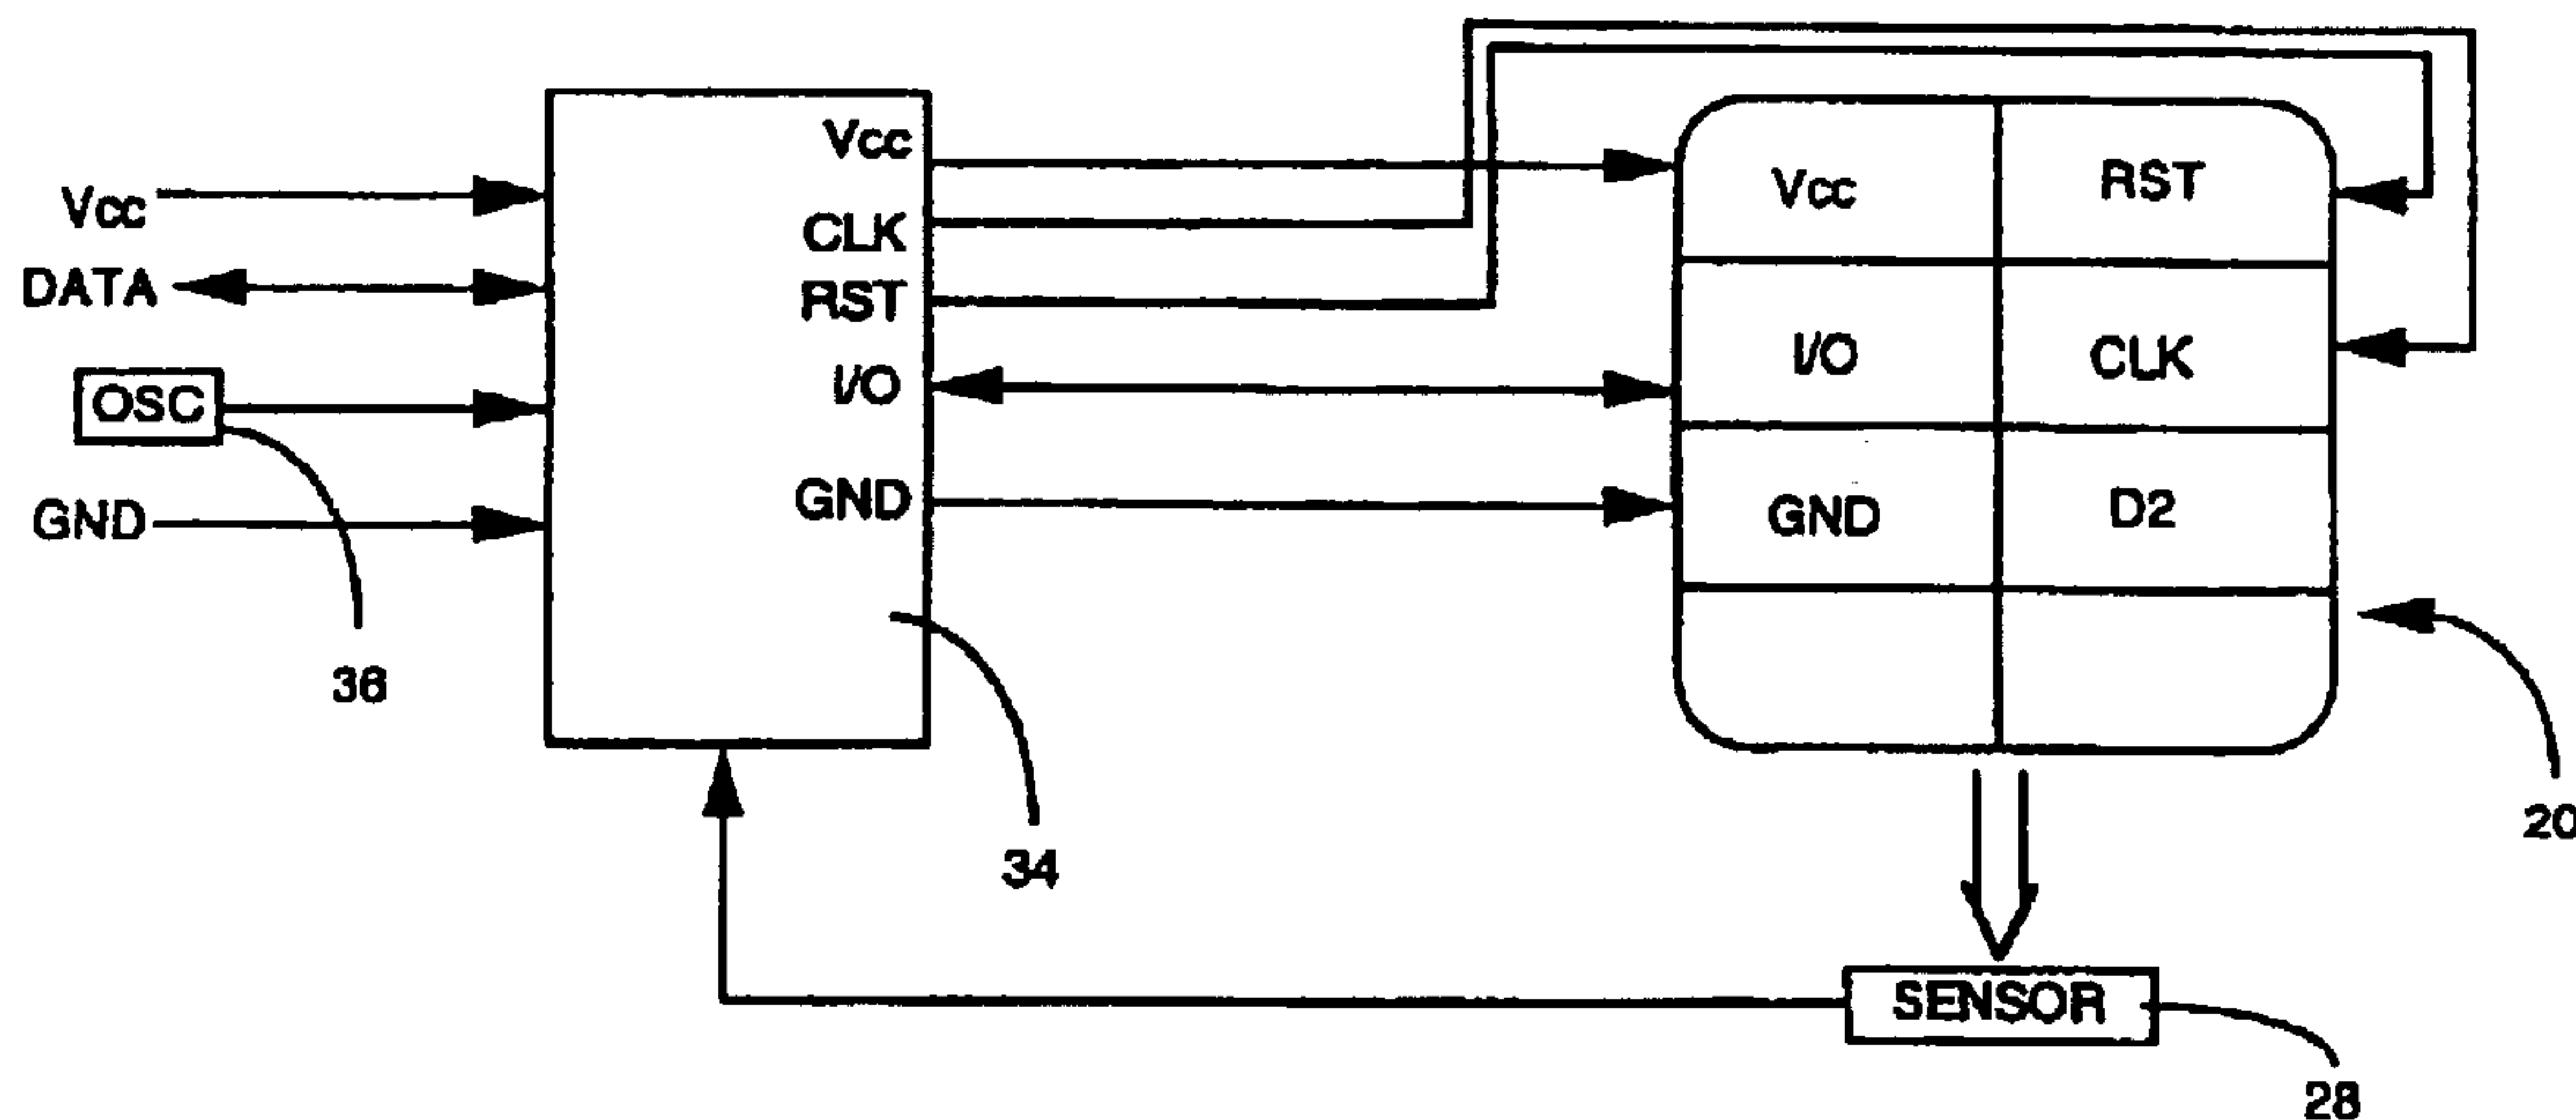 Vcc
DATA
OSC
GND
36
Vcc
CLK
RST
I/O
GND
34
Vcc
RST
I/O
CLK
GND
D2
20
SENSOR
28